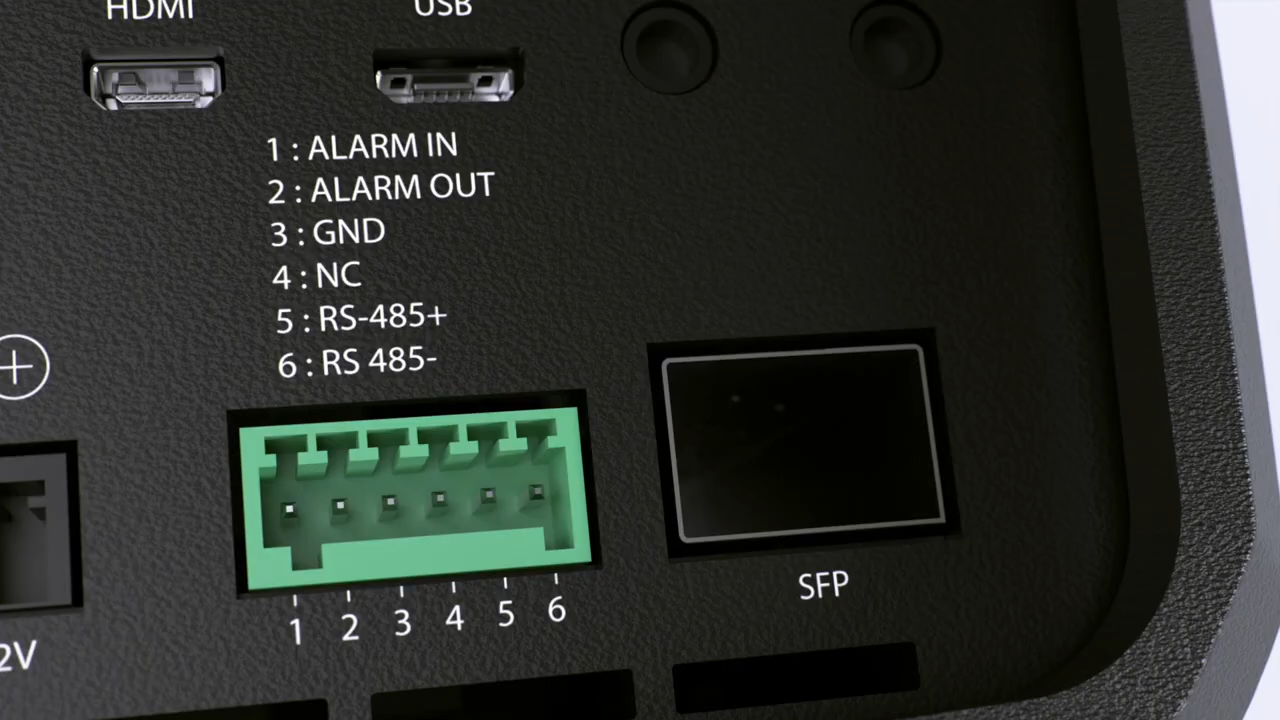 HDMI
USB
1 : ALARM IN
2 : ALARM OUT
3 : GND
4 : NC
5 : RS-485+
6 : RS 485-
1 2 3 4 5 6
SFP
2V